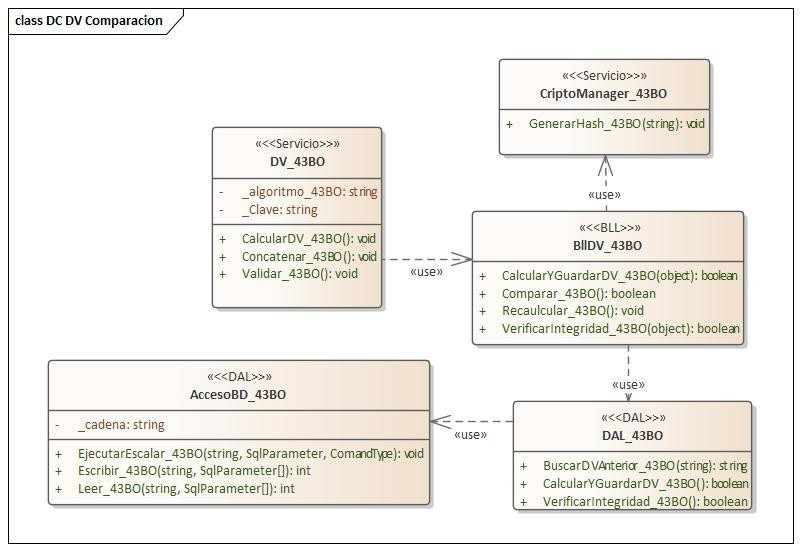 class DC DV Comparacion
«<<Servicio>>»
CriptoManager_43BO
+ GenerarHash_43BO(string): void
«<<Servicio>>»
DV_43BO
- _algoritmo_43BO: string
- _Clave: string
+ CalcularDV_43BO(): void
+ Concatenar_43BO(): void
+ Validar_43BO(): void
«use»
«use»
«<<BLL>>»
BllDV_43BO
+ CalcularYGuardarDV_43BO(object): boolean
+ Comparar_43BO(): boolean
+ Recaulcular_43BO(): void
+ VerificarIntegridad_43BO(object): boolean
«use»
«<<DAL>>»
AccesoBD_43BO
- _cadena: string
+ EjecutarEscalar_43BO(string, SqlParameter, ComandType): void
+ Escribir_43BO(string, SqlParameter[]): int
+ Leer_43BO(string, SqlParameter[]): int
«use»
«<<DAL>>»
DAL_43BO
+ BuscarDVAnterior_43BO(string): string
+ CalcularYGuardarDV_43BO(): boolean
+ VerificarIntegridad_43BO(): boolean